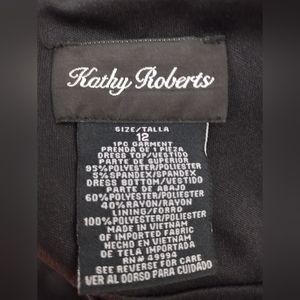 Kathy Roberts
SIZE/TALLA
12
1PC GARMENT
PRENDA DE 1 PIEZA
DRESS TOP/VESTIDO
PARTE DE SUPERIOR
95%POLYESTER/POLIESTER
5%SPANDEX/SPANDEX
DRESS BOTTOM/VESTIDO
PARTE DE ABAJO
60%POLYESTER/POLIESTER
40%RAYON/RAYON
LINING/FORRO
100%POLYESTER/POLIESTER
MADE IN VIETNAM
OF IMPORTED FABRIC
HECHO EN VIETNAM
DE TELA IMPORTADA
RN# 49994
SEE REVERSE FOR CARE
VER AL DORSO PARA CUIDADO